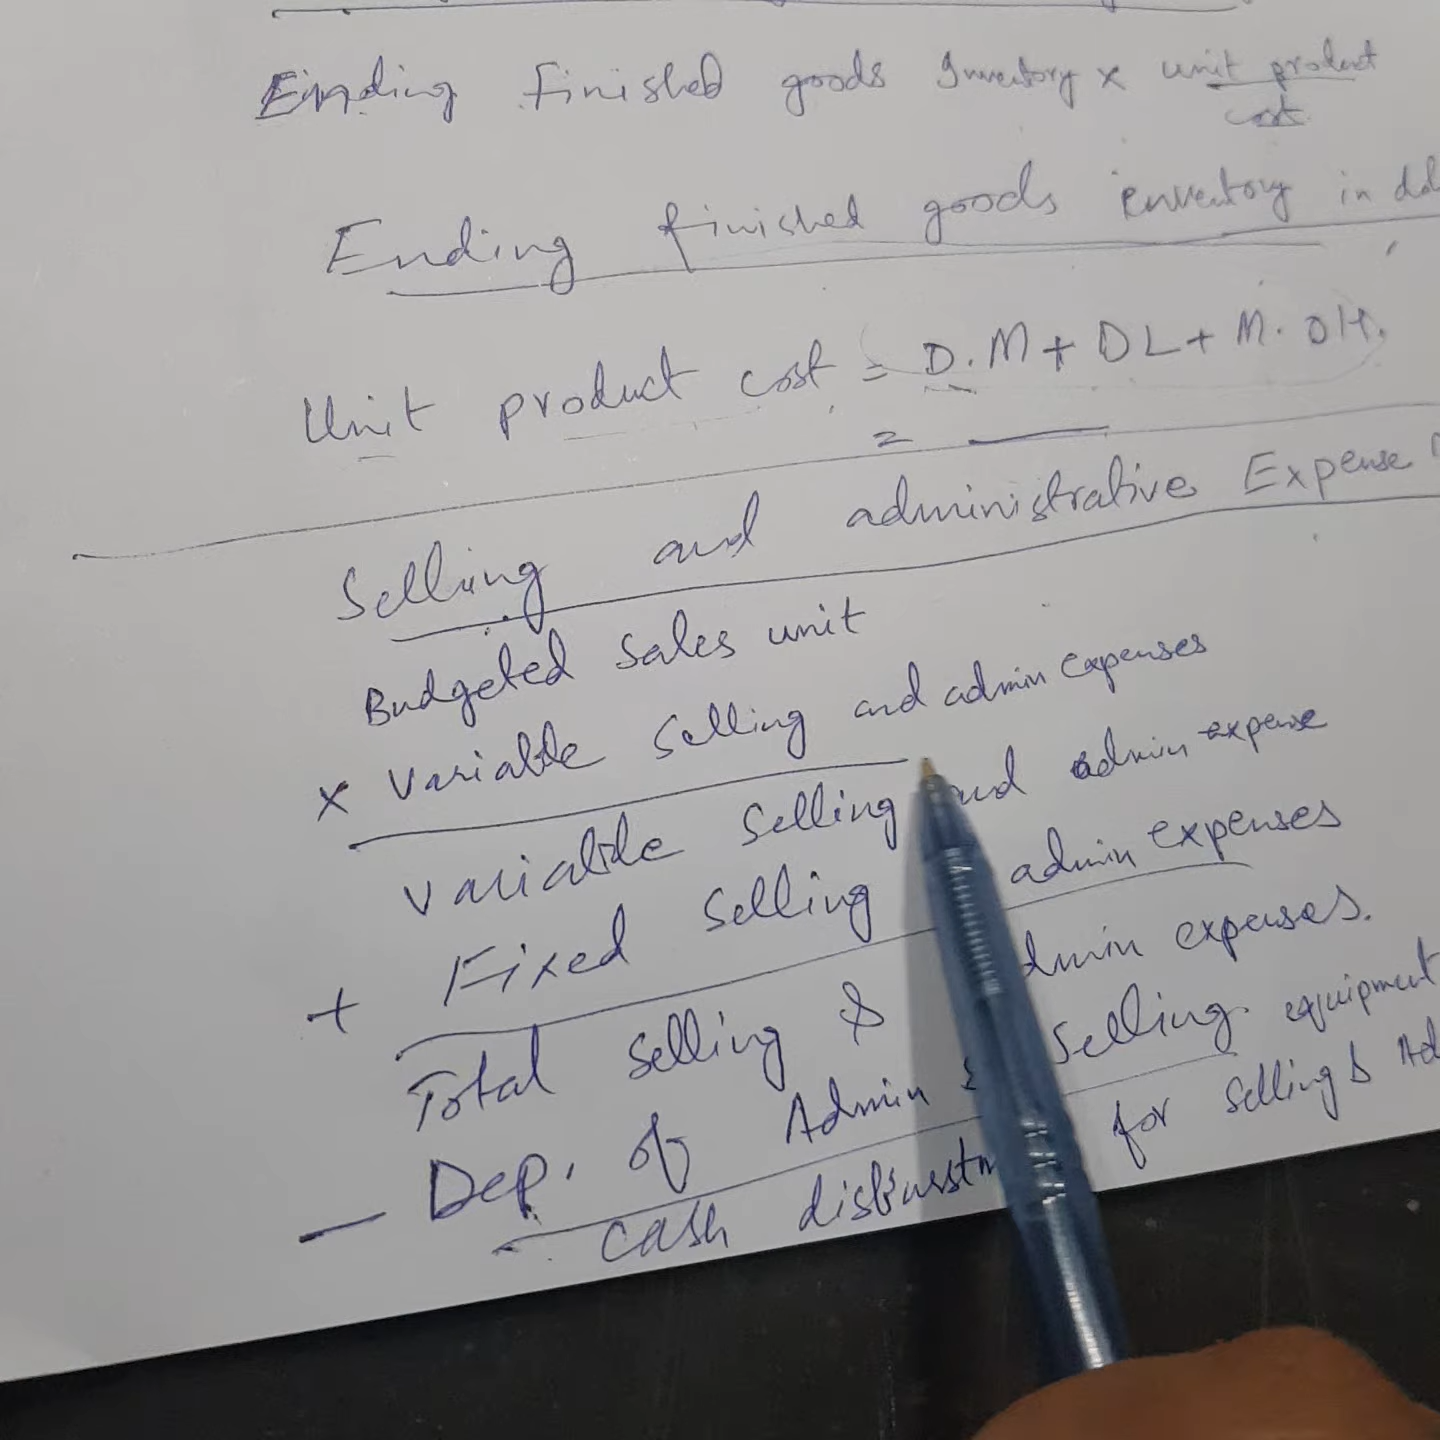 Ending finished goods Inventory x unit product
cost
Ending finished goods inventory in
Unit product cost = D.M + DL + M. OH.
=
Selling and administrative Expense
Budgeted sales unit
x variable selling and admin expenses
variable selling and admin expense
+ Fixed selling admin expenses
Total selling & admin expenses.
- Dep. of Admin & selling equipment
cash for selling &